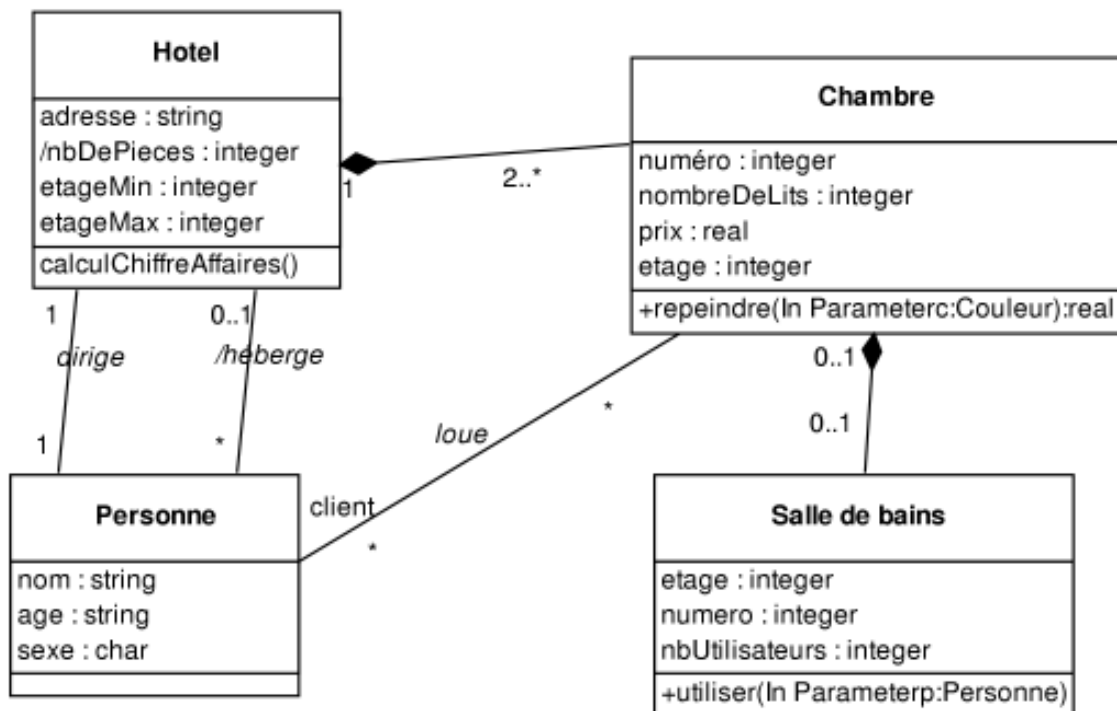 Hotel
adresse : string
/nbDePieces : integer
etageMin : integer
etageMax : integer
calculChiffreAffaires()
1
2..*
Chambre
numéro : integer
nombreDeLits : integer
prix : real
etage : integer
+repeindre(In Parameterc:Couleur):real
1
0..1
dirige
/héberge
1
*
loue
*
client
*
0..1
0..1
Personne
nom : string
age : string
sexe : char
Salle de bains
etage : integer
numero : integer
nbUtilisateurs : integer
+utiliser(In Parameterp:Personne)